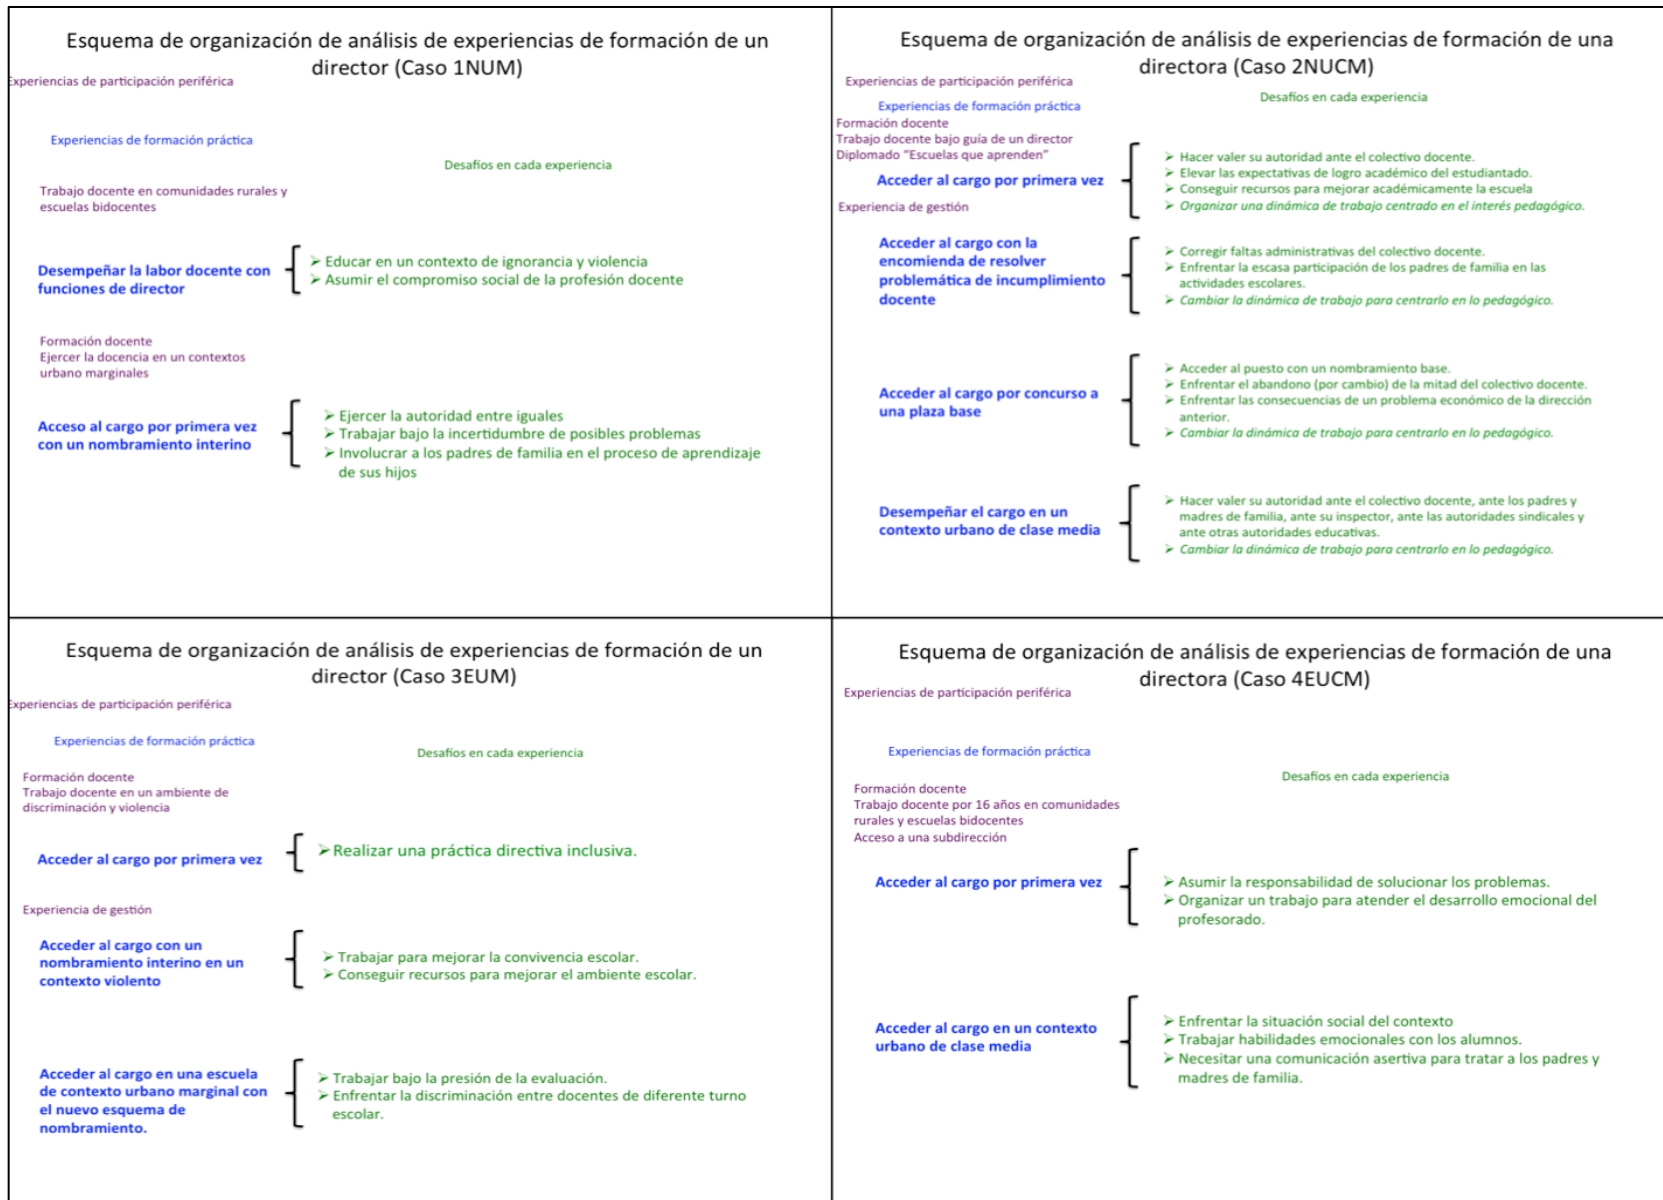 Esquema de organización de análisis de experiencias de formación de un
director (Caso 1NUM)
Experiencias de participación periférica
Experiencias de formación práctica
Desafíos en cada experiencia
Trabajo docente en comunidades rurales y
escuelas bidocentes
Desempeñar la labor docente con
funciones de director
➢ Educar en un contexto de ignorancia y violencia
➢ Asumir el compromiso social de la profesión docente
Formación docente
Ejercer la docencia en un contextos
urbano marginales
Acceso al cargo por primera vez
con un nombramiento interino
➢ Ejercer la autoridad entre iguales
➢ Trabajar bajo la incertidumbre de posibles problemas
➢ Involucrar a los padres de familia en el proceso de aprendizaje
de sus hijos
Esquema de organización de análisis de experiencias de formación de una
directora (Caso 2NUCM)
Experiencias de participación periférica
Desafíos en cada experiencia
Experiencias de formación práctica
Formación docente
Trabajo docente bajo guía de un director
Diplomado “Escuelas que aprenden”
Acceder al cargo por primera vez
➢ Hacer valer su autoridad ante el colectivo docente.
➢ Elevar las expectativas de logro académico del estudiantado.
➢ Conseguir recursos para mejorar académicamente la escuela
➢ Organizar una dinámica de trabajo centrado en el interés pedagógico.
Experiencia de gestión
Acceder al cargo con la
encomienda de resolver
problemática de incumplimiento
docente
➢ Corregir faltas administrativas del colectivo docente.
➢ Enfrentar la escasa participación de los padres de familia en las
actividades escolares.
➢ Cambiar la dinámica de trabajo para centrarlo en lo pedagógico.
Acceder al cargo por concurso a
una plaza base
➢ Acceder al puesto con un nombramiento base.
➢ Enfrentar el abandono (por cambio) de la mitad del colectivo docente.
➢ Enfrentar las consecuencias de un problema económico de la dirección
anterior.
➢ Cambiar la dinámica de trabajo para centrarlo en lo pedagógico.
Desempeñar el cargo en un
contexto urbano de clase media
➢ Hacer valer su autoridad ante el colectivo docente, ante los padres y
madres de familia, ante su inspector, ante las autoridades sindicales y
ante otras autoridades educativas.
➢ Cambiar la dinámica de trabajo para centrarlo en lo pedagógico.
Esquema de organización de análisis de experiencias de formación de un
director (Caso 3EUM)
Experiencias de participación periférica
Experiencias de formación práctica
Desafíos en cada experiencia
Formación docente
Trabajo docente en un ambiente de
discriminación y violencia
Acceder al cargo por primera vez
➢ Realizar una práctica directiva inclusiva.
Experiencia de gestión
Acceder al cargo con un
nombramiento interino en un
contexto violento
➢ Trabajar para mejorar la convivencia escolar.
➢ Conseguir recursos para mejorar el ambiente escolar.
Acceder al cargo en una escuela
de contexto urbano marginal con
el nuevo esquema de
nombramiento.
➢ Trabajar bajo la presión de la evaluación.
➢ Enfrentar la discriminación entre docentes de diferente turno
escolar.
Esquema de organización de análisis de experiencias de formación de una
directora (Caso 4EUCM)
Experiencias de participación periférica
Experiencias de formación práctica
Desafíos en cada experiencia
Formación docente
Trabajo docente por 16 años en comunidades
rurales y escuelas bidocentes
Acceso a una subdirección
Acceder al cargo por primera vez
➢ Asumir la responsabilidad de solucionar los problemas.
➢ Organizar un trabajo para atender el desarrollo emocional del
profesorado.
Acceder al cargo en un contexto
urbano de clase media
➢ Enfrentar la situación social del contexto
➢ Trabajar habilidades emocionales con los alumnos.
➢ Necesitar una comunicación asertiva para tratar a los padres y
madres de familia.